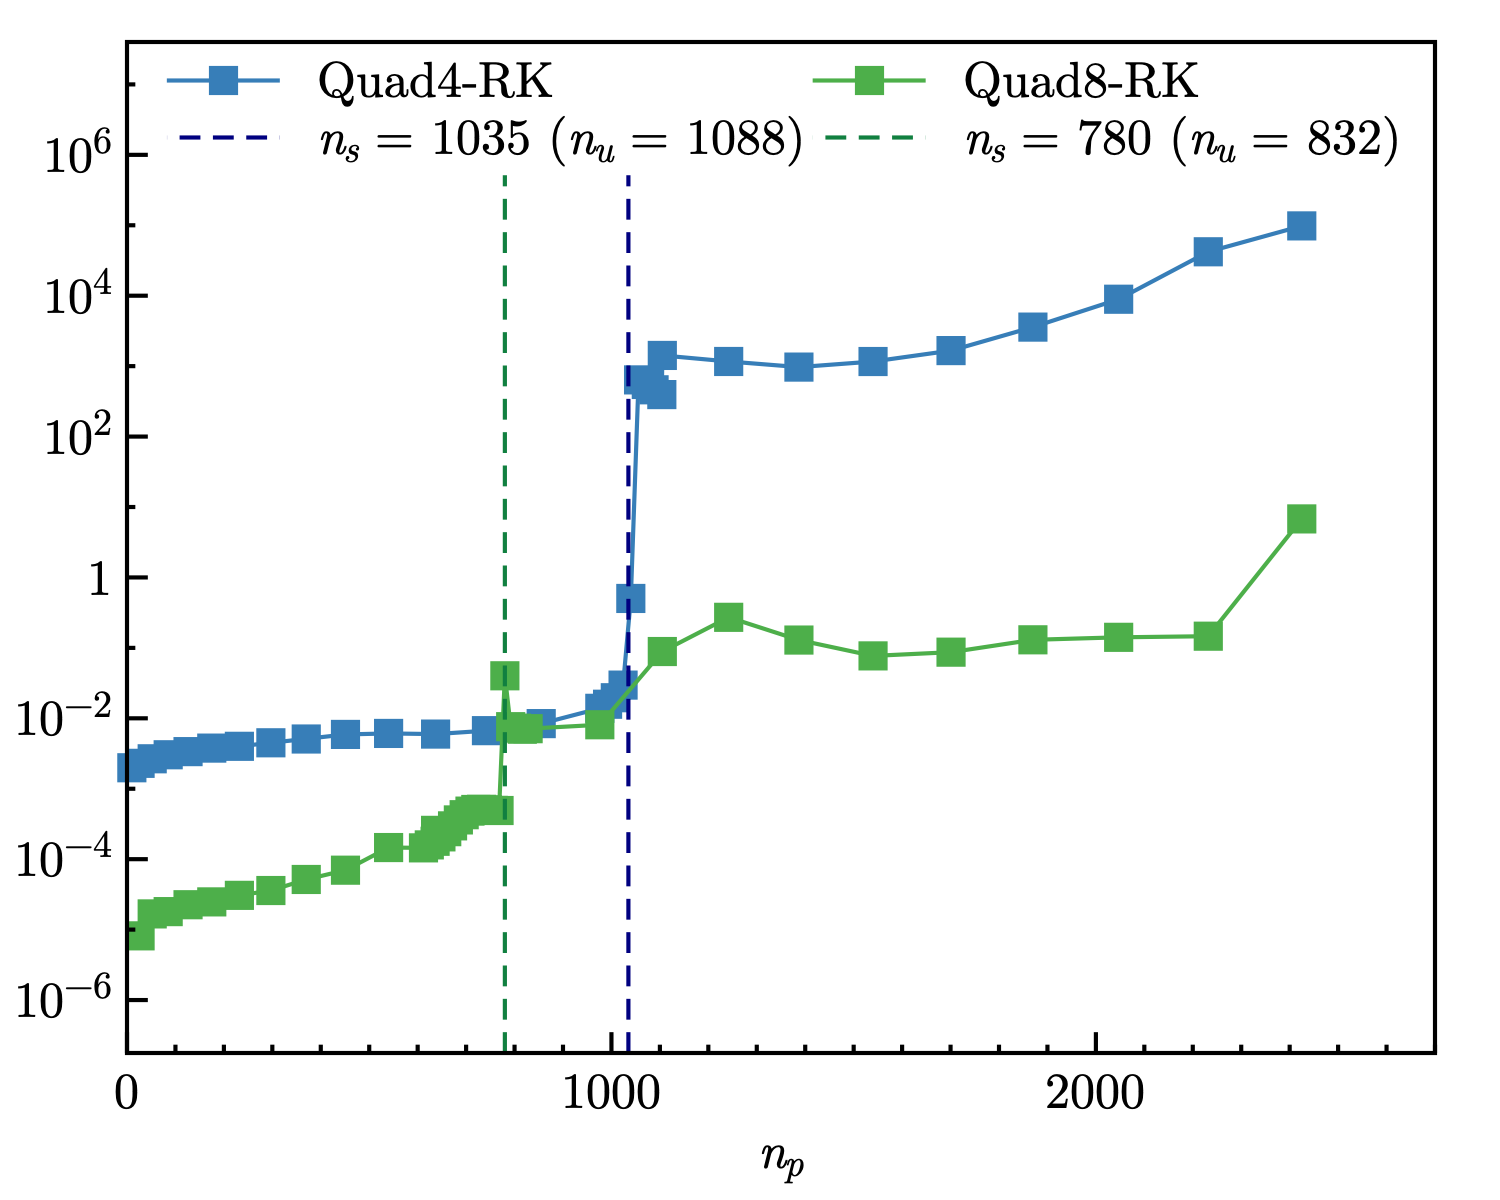 Quad4-RK Quad8-RK
n_s = 1035 (n_u = 1088) n_s = 780 (n_u = 832)
10^6
10^4
10^2
1
10^−2
10^−4
10^−6
0 1000 2000
n_p